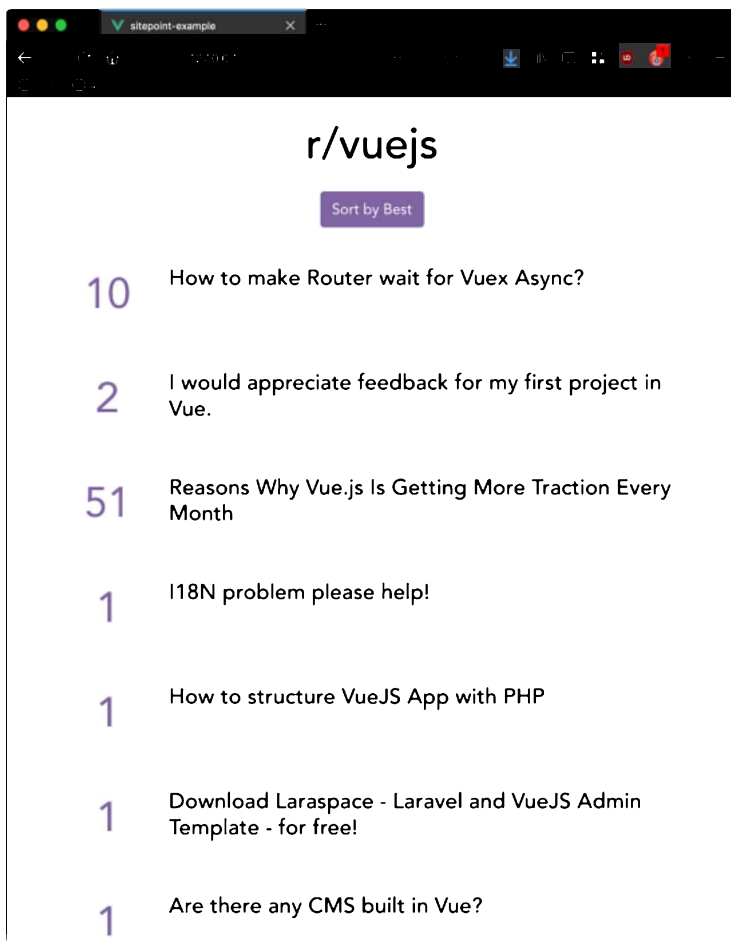 sitepoint-example
r/vuejs
Sort by Best
10
How to make Router wait for Vuex Async?
2
I would appreciate feedback for my first project in
Vue.
51
Reasons Why Vue.js Is Getting More Traction Every
Month
1
I18N problem please help!
1
How to structure VueJS App with PHP
1
Download Laraspace - Laravel and VueJS Admin
Template - for free!
1
Are there any CMS built in Vue?